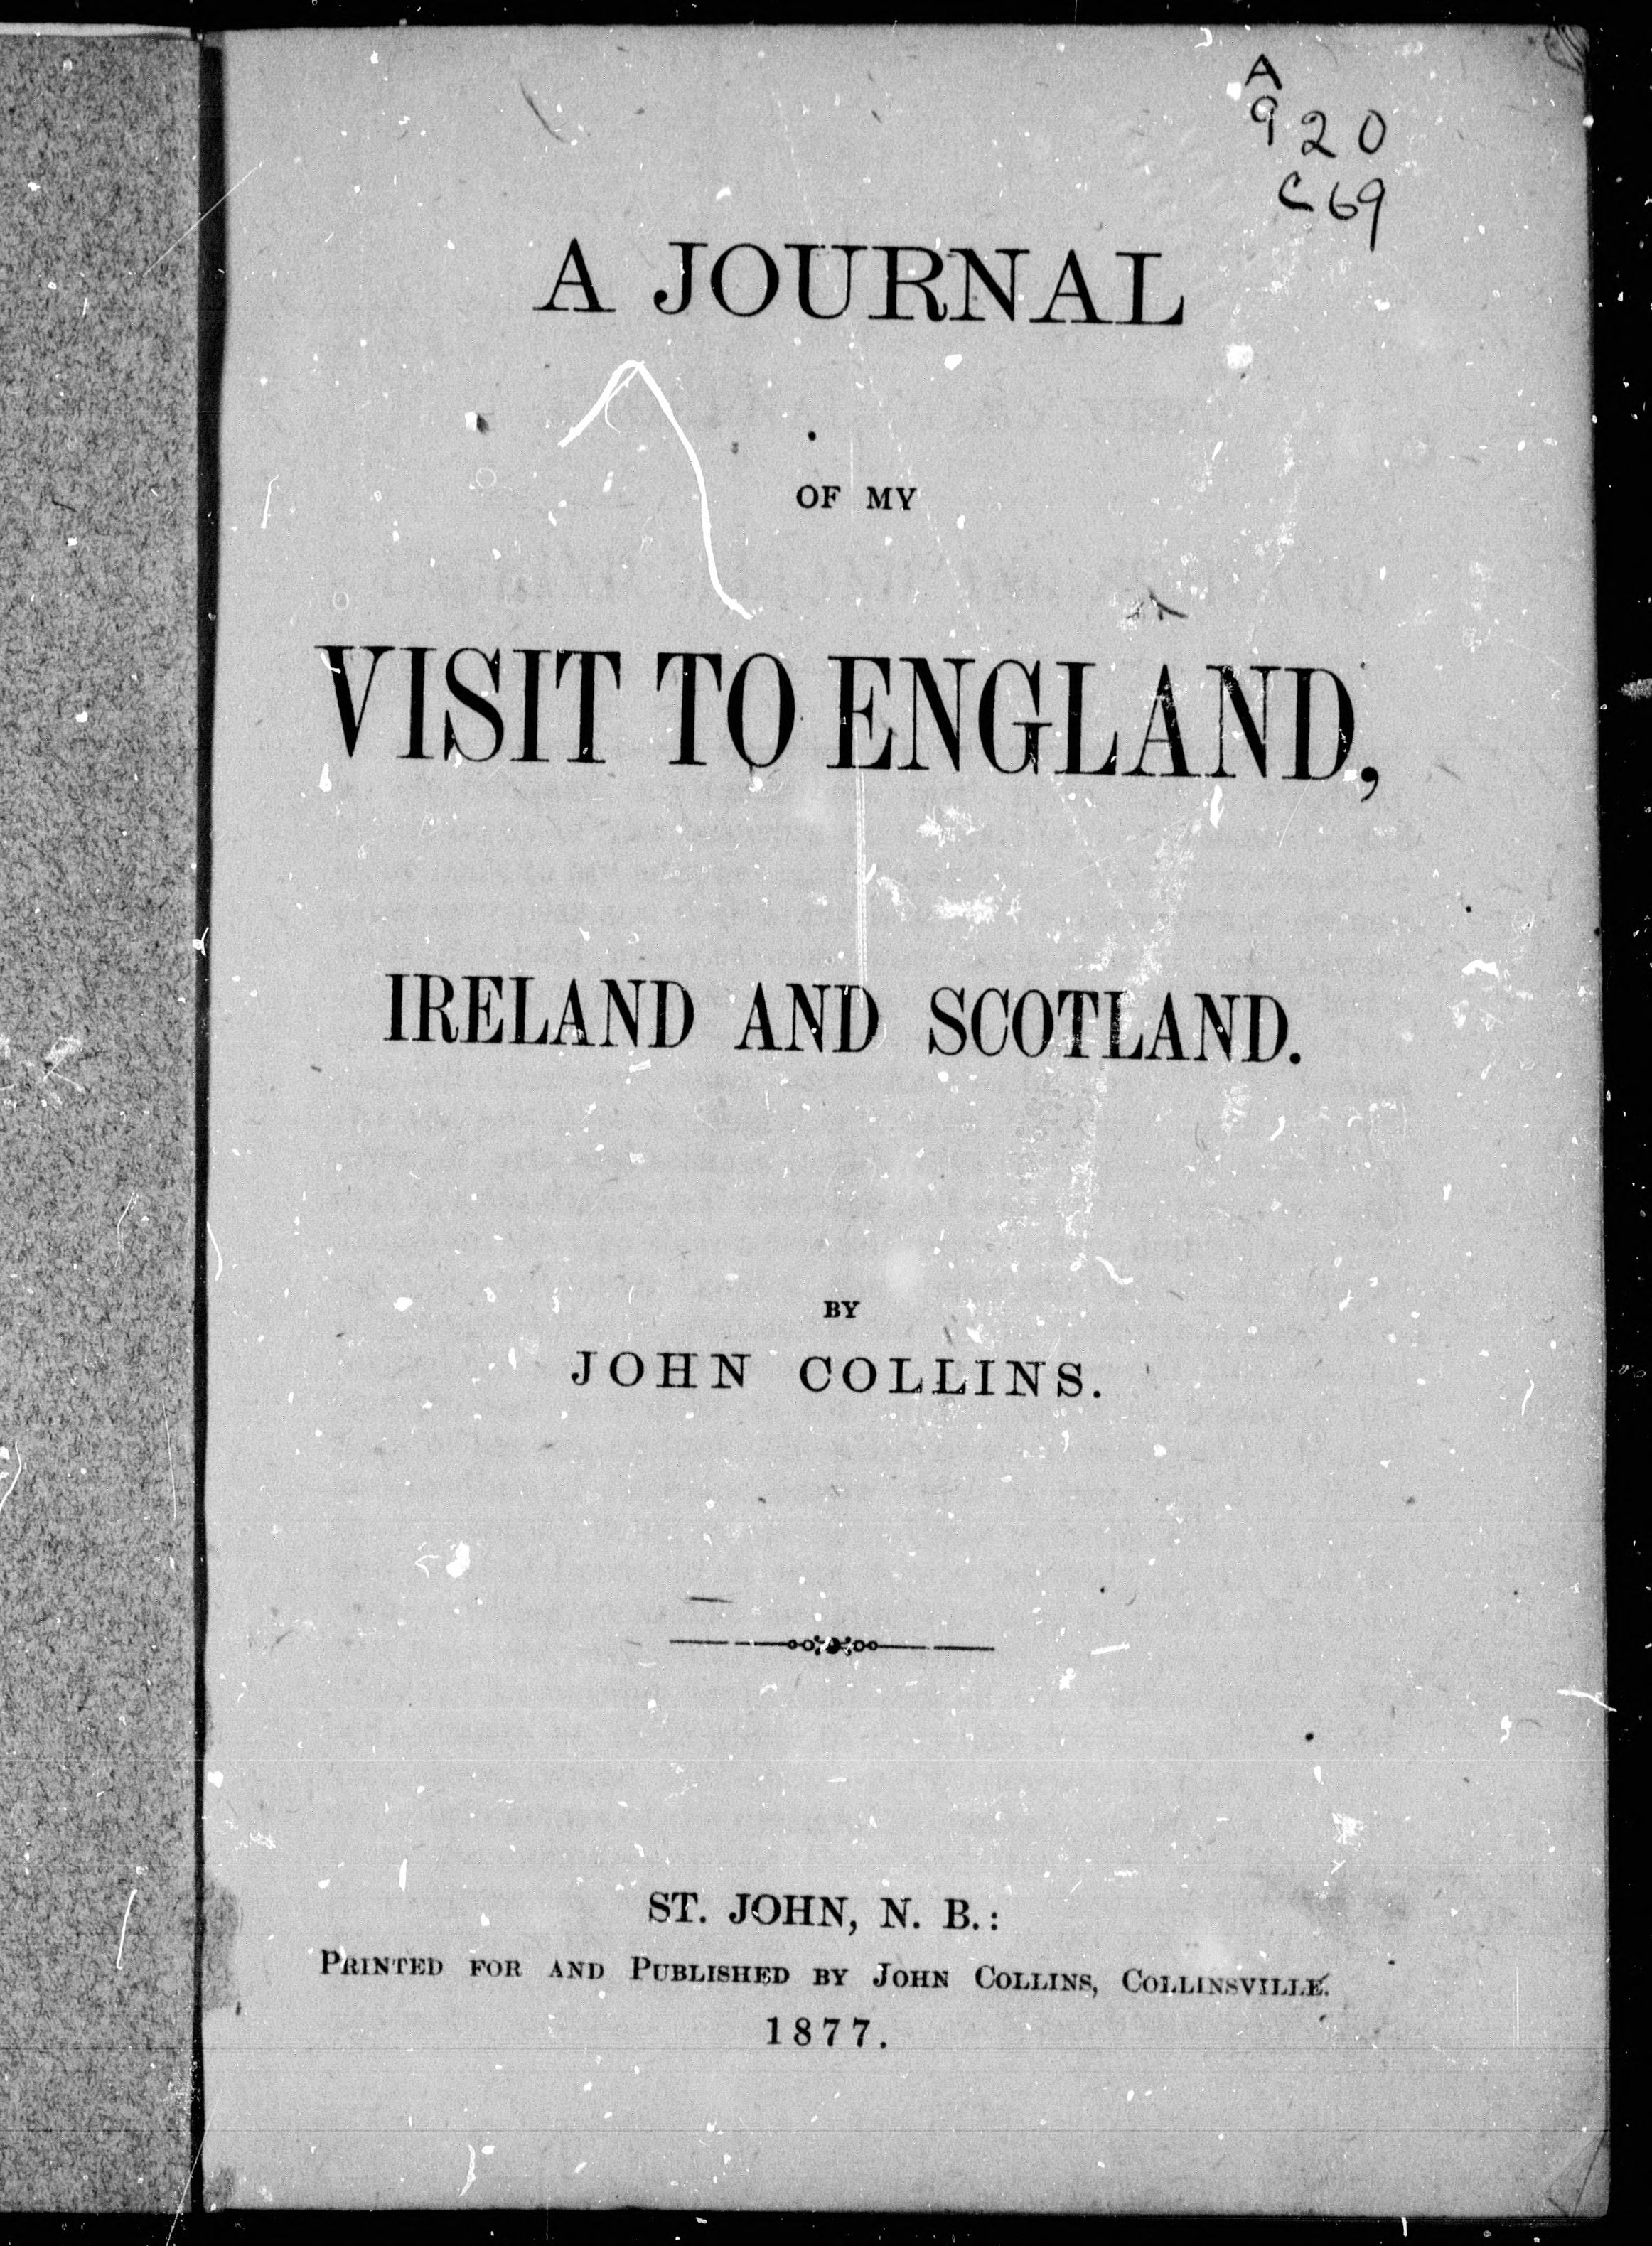 A
920
C69
A JOURNAL
OF MY
VISIT TO ENGLAND,
IRELAND AND SCOTLAND.
BY
JOHN COLLINS.
ST. JOHN, N. B.:
PRINTED FOR AND PUBLISHED BY JOHN COLLINS, COLLINSVILLE.
1877.